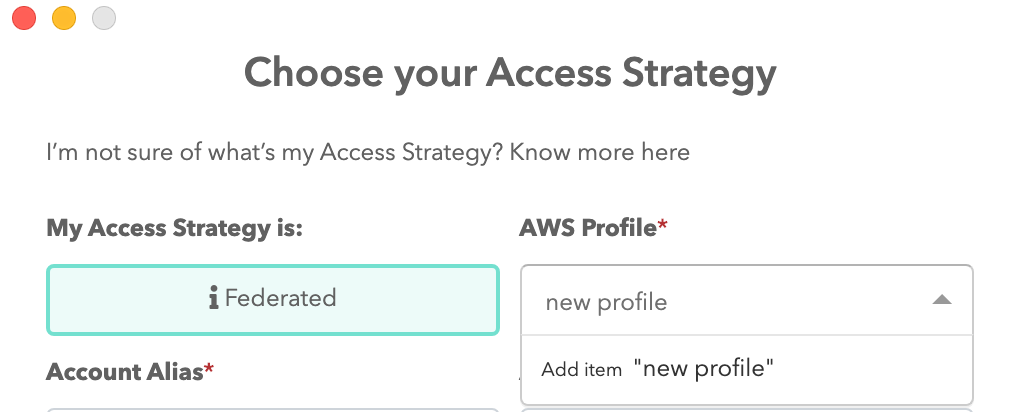 Choose your Access Strategy
I'm not sure of what's my Access Strategy? Know more here
My Access Strategy is:
AWS Profile*
Federated
new profile
Add item "new profile"
Account Alias*